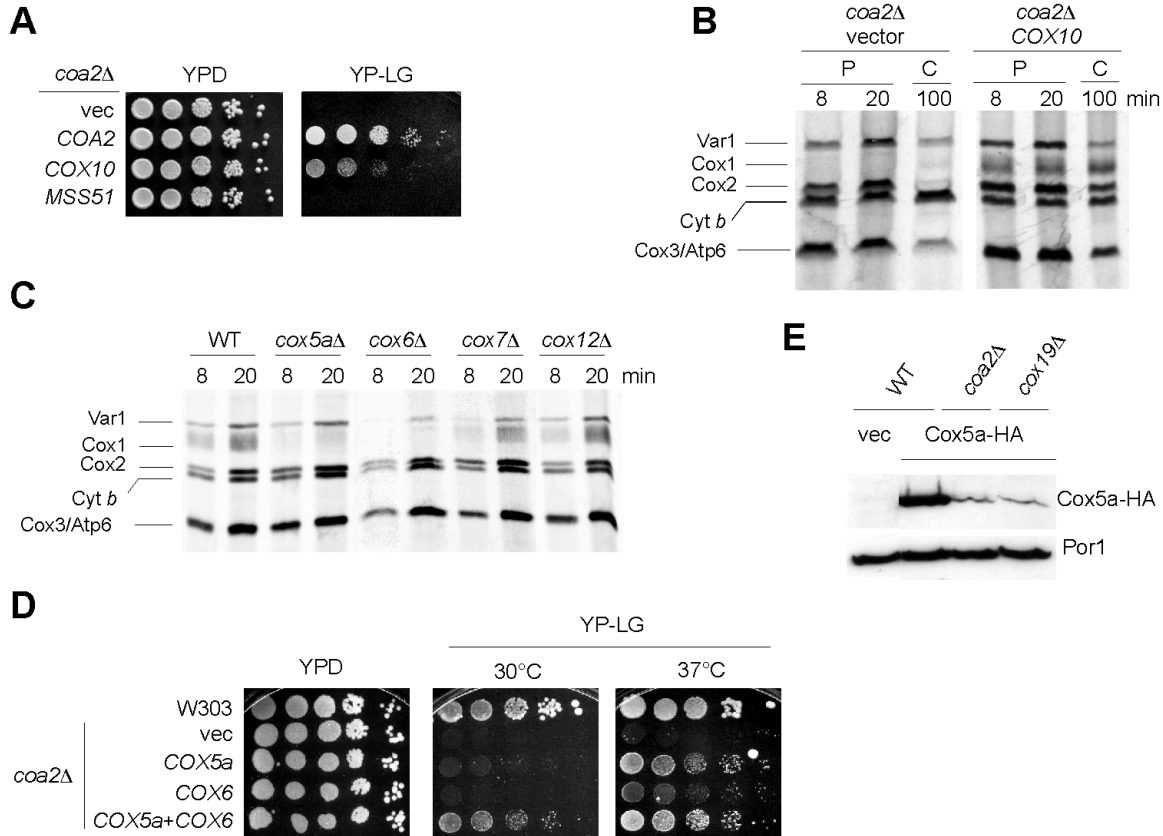 A
coa2Δ YPD YP-LG
vec
COA2
COX10
MSS51
B
coa2Δ vector coa2Δ COX10
P C P C
8 20 100 8 20 100 min
Var1
Cox1
Cox2
Cyt b
Cox3/Atp6
C
WT cox5aΔ cox6Δ cox7Δ cox12Δ
8 20 8 20 8 20 8 20 8 20 min
Var1
Cox1
Cox2
Cyt b
Cox3/Atp6
E
WT coa2Δ cox19Δ
vec Cox5a-HA
Cox5a-HA
Por1
D
YP-LG
YPD 30°C 37°C
W303
vec
COX5a
coa2Δ
COX6
COX5a+COX6